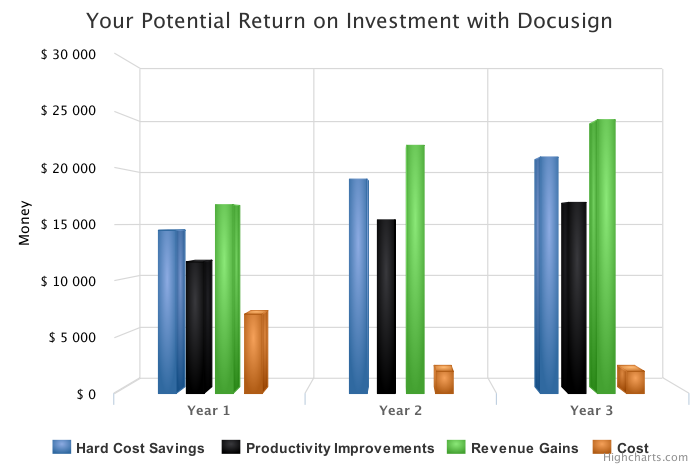 Your Potential Return on Investment with Docusign
$ 30 000
$ 25 000
$ 20 000
$ 15 000
$ 10 000
$ 5 000
$ 0
Money
Year 1
Year 2
Year 3
Hard Cost Savings
Productivity Improvements
Revenue Gains
Cost
Highcharts.com